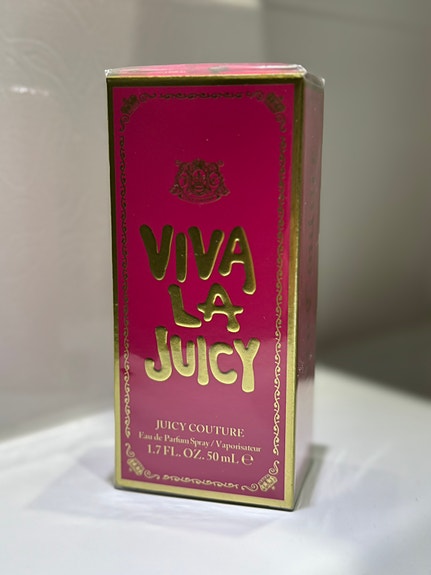 VIVA
LA
JUICY
JUICY COUTURE
Eau de Parfum Spray / Vaporisateur
1.7 FL. OZ. 50 mL ℮